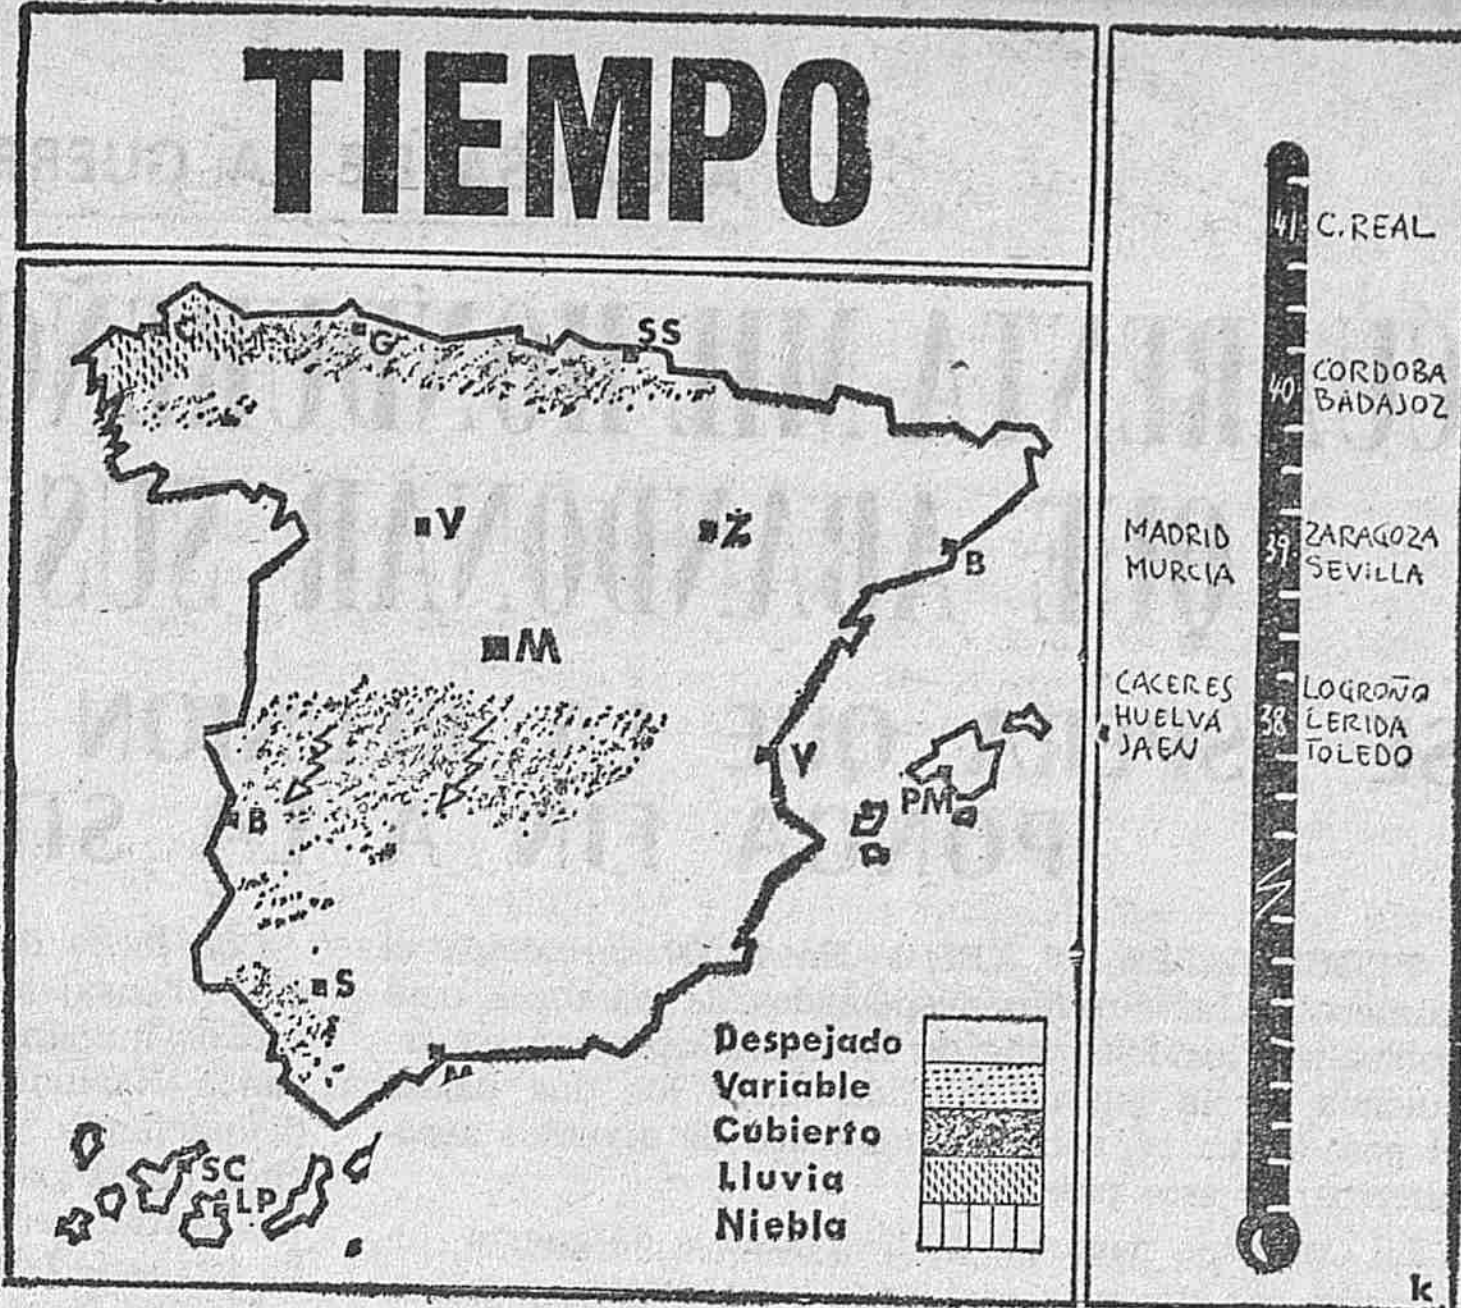 TIEMPO
C
G
SS
V
Z
B
M
V
PM
B
S
M
SC
LP
Despejado
Variable
Cubierto
Lluvia
Niebla
41 C.REAL
40 CORDOBA
BADAJOZ
MADRID 39 ZARAGOZA
MURCIA SEVILLA
CACERES LOGROÑO
HUELVA 38 LERIDA
JAEN TOLEDO
k